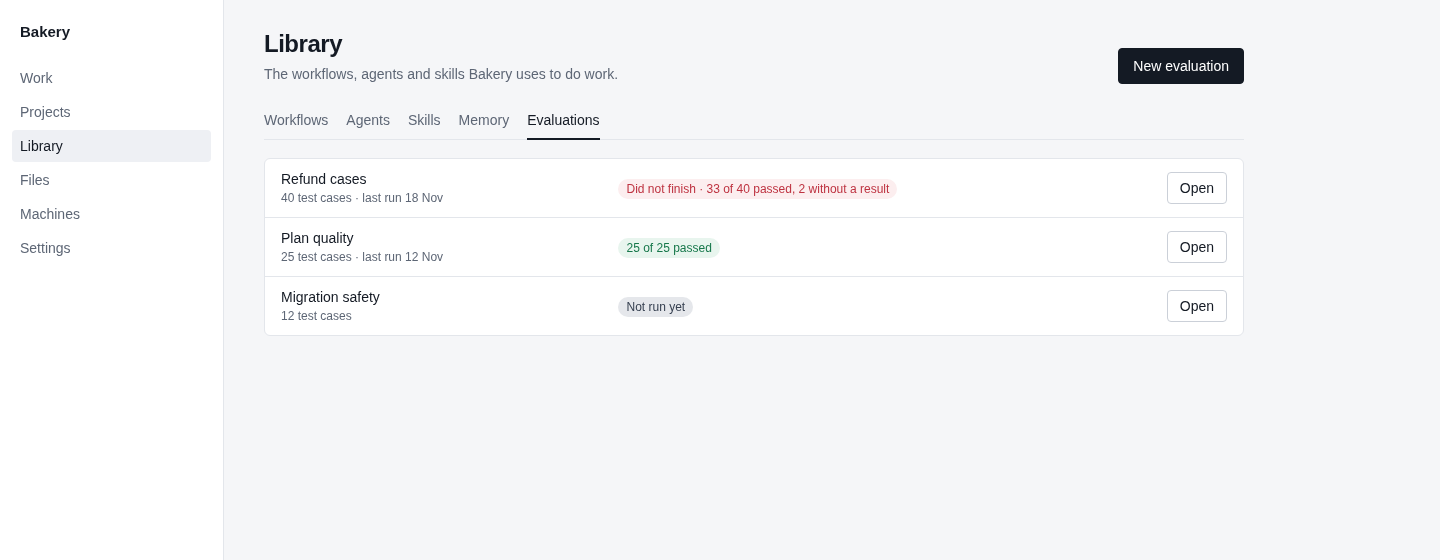 Bakery
Work
Projects
Library
Files
Machines
Settings
Library
The workflows, agents and skills Bakery uses to do work.
New evaluation
Workflows Agents Skills Memory Evaluations
Refund cases
40 test cases · last run 18 Nov
Did not finish · 33 of 40 passed, 2 without a result
Open
Plan quality
25 test cases · last run 12 Nov
25 of 25 passed
Open
Migration safety
12 test cases
Not run yet
Open